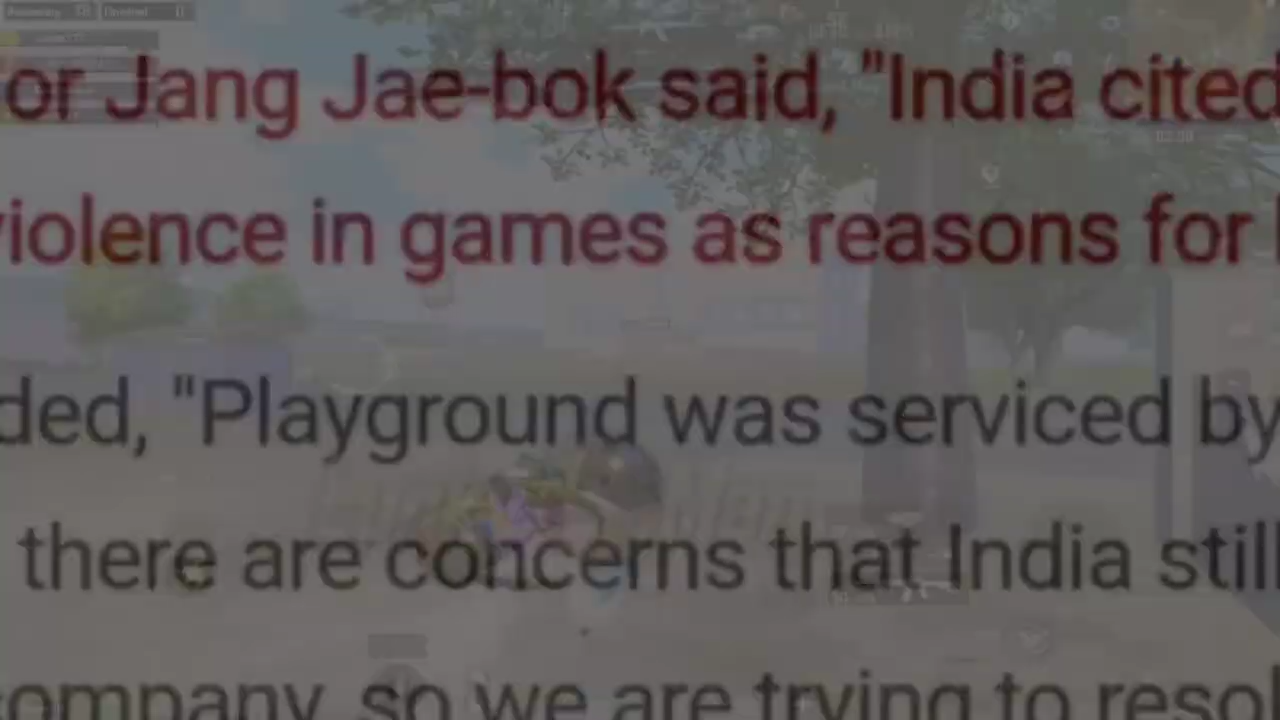 or Jang Jae-bok said, "India cited
violence in games as reasons for
ded, "Playground was serviced by
there are concerns that India still
company, so we are trying to resol